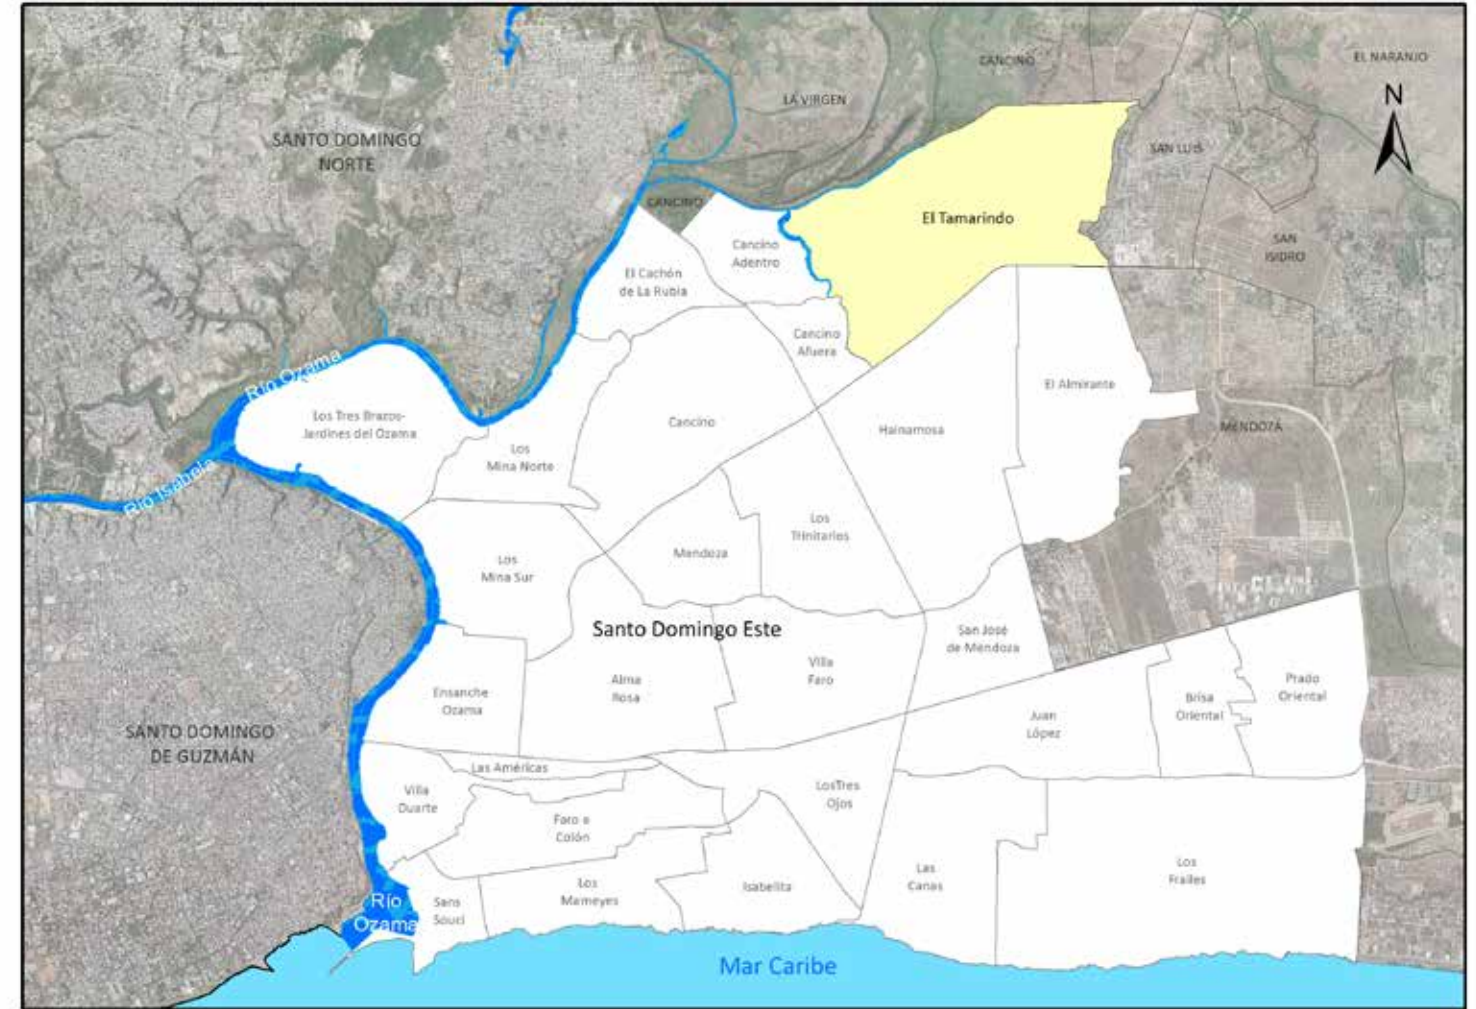 CANCINO
EL NARANJO
LA VIRGEN
N
SANTO DOMINGO
NORTE
SAN LUIS
CANCINO
El Tamarindo
Cancino
Adentro
SAN
ISIDRO
El Cachón
de La Rubia
Cancino
Afuera
Río Ozama
El Almirante
Los Tres Brazos-
Jardines del Ozama
Cancino
Hainamosa
MENDOZA
Los
Mina Norte
Río Isabela
Los
Trinitarios
Mendoza
Los
Mina Sur
Santo Domingo Este
San José
de Mendoza
Villa
Faro
Alma
Rosa
Ensanche
Ozama
Prado
Oriental
Brisa
Oriental
Juan
López
SANTO DOMINGO
DE GUZMÁN
Las Américas
Villa
Duarte
LosTres
Ojos
Faro a
Colón
Los
Frailes
Las
Canas
Los
Mameyes
Isabelita
Sans
Souci
Río
Ozama
Mar Caribe